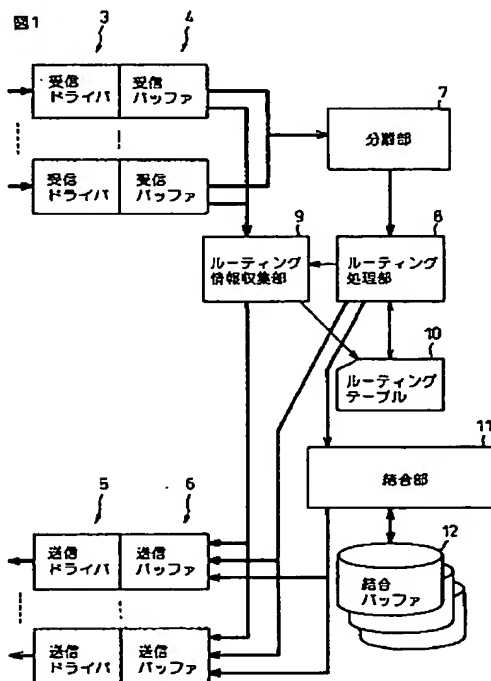 図1
3
4
受信
ドライバ
受信
バッファ
7
分離部
受信
ドライバ
受信
バッファ
9
8
ルーティング
情報収集部
ルーティング
処理部
10
ルーティング
テーブル
11
結合部
5
6
12
送信
ドライバ
送信
バッファ
結合
バッファ
送信
ドライバ
送信
バッファ